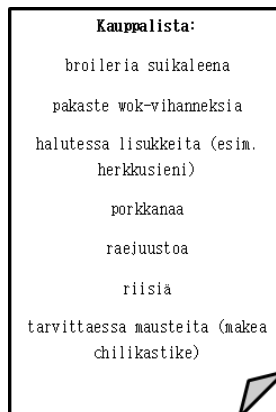 Kauppalista:
broileria suikaleena
pakaste wok-vihanneksia
halutessa lisukkeita (esim.
herkkusieni)
porkkanaa
raejuustoa
riisiä
tarvittaessa mausteita (makea
chilikastike)